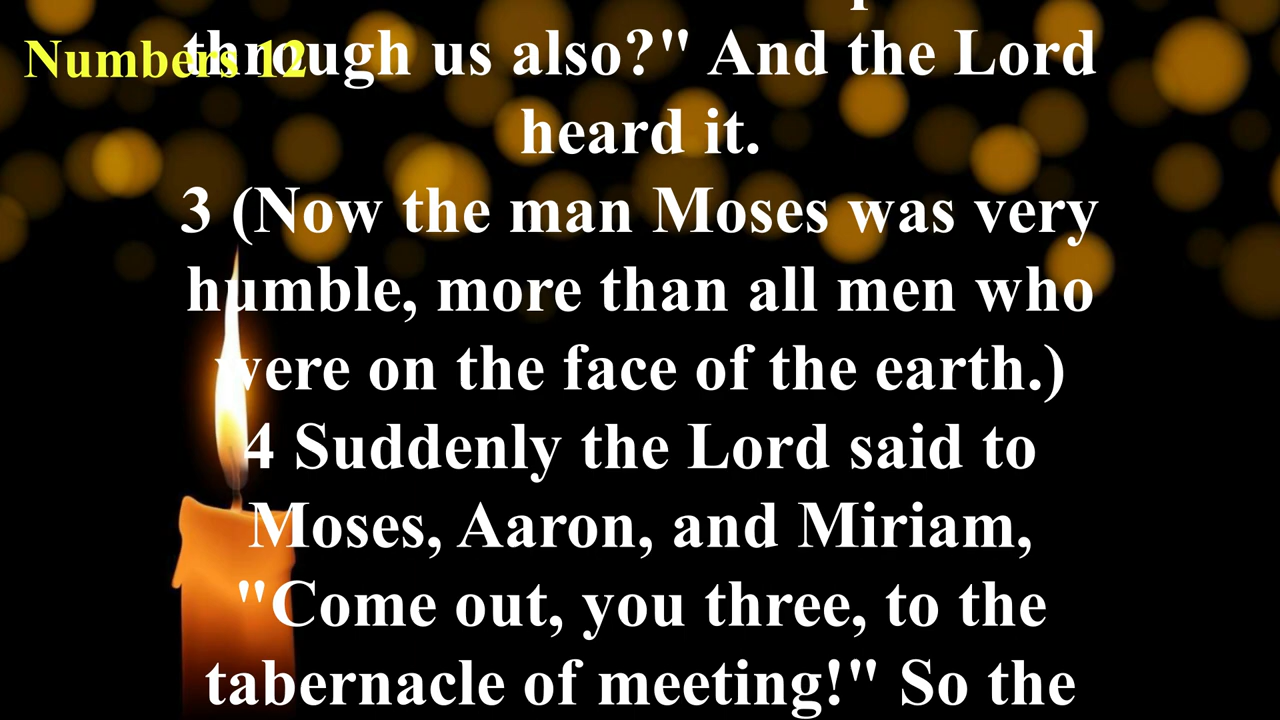 Numbers 12
through us also?" And the Lord
heard it.
3 (Now the man Moses was very
humble, more than all men who
were on the face of the earth.)
4 Suddenly the Lord said to
Moses, Aaron, and Miriam,
"Come out, you three, to the
tabernacle of meeting!" So the